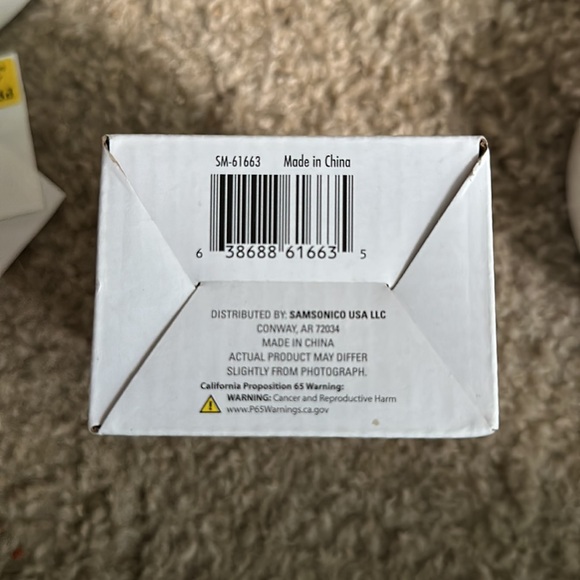 SM-61663 Made in China
6 38688 61663 5
DISTRIBUTED BY: SAMSONICO USA LLC
CONWAY, AR 72034
MADE IN CHINA
ACTUAL PRODUCT MAY DIFFER
SLIGHTLY FROM PHOTOGRAPH.
California Proposition 65 Warning:
WARNING: Cancer and Reproductive Harm
www.P65Warnings.ca.gov